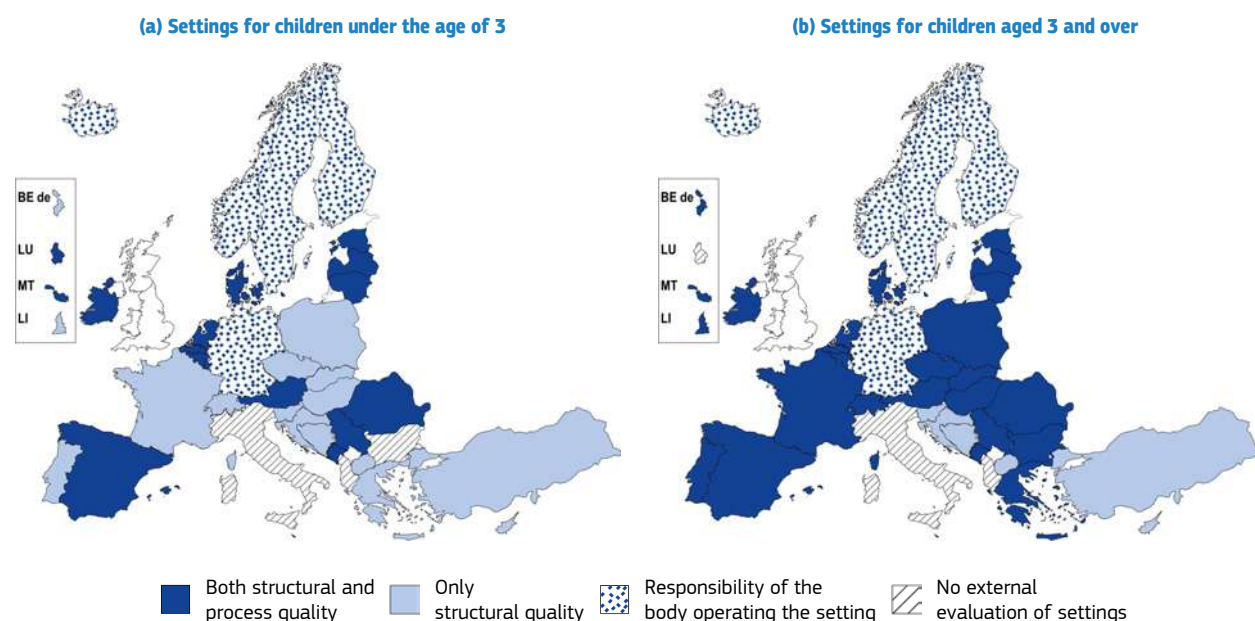 (a) Settings for children under the age of 3
(b) Settings for children aged 3 and over
BE de
LU
MT
LI
BE de
LU
MT
LI
Both structural and
process quality
Only
structural quality
Responsibility of the
body operating the setting
No external
evaluation of settings